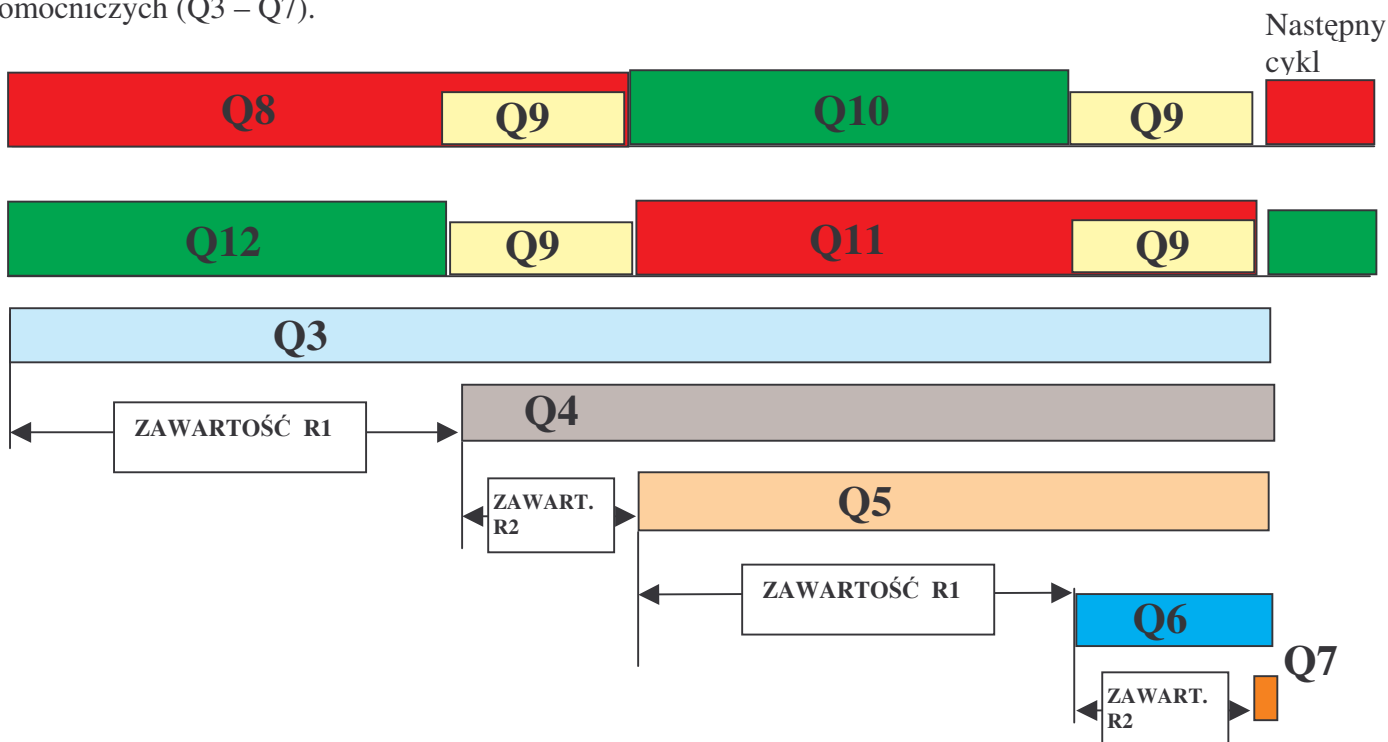 omocniczych (Q3 – Q7).
Następny
cykl
Q8
Q9
Q10
Q9
Q12
Q9
Q11
Q9
Q3
ZAWARTOŚĆ R1
Q4
ZAWART.
R2
Q5
ZAWARTOŚĆ R1
Q6
Q7
ZAWART.
R2